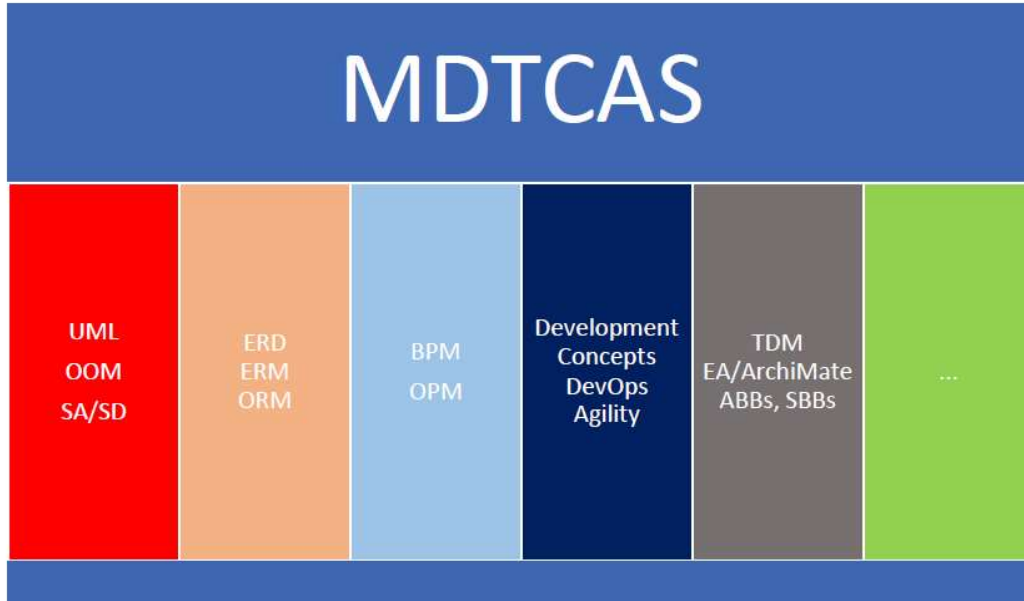 MDTCAS
UML
OOM
SA/SD
ERD
ERM
ORM
BPM
OPM
Development
Concepts
DevOps
Agility
TDM
EA/ArchiMate
ABBs, SBBs
...